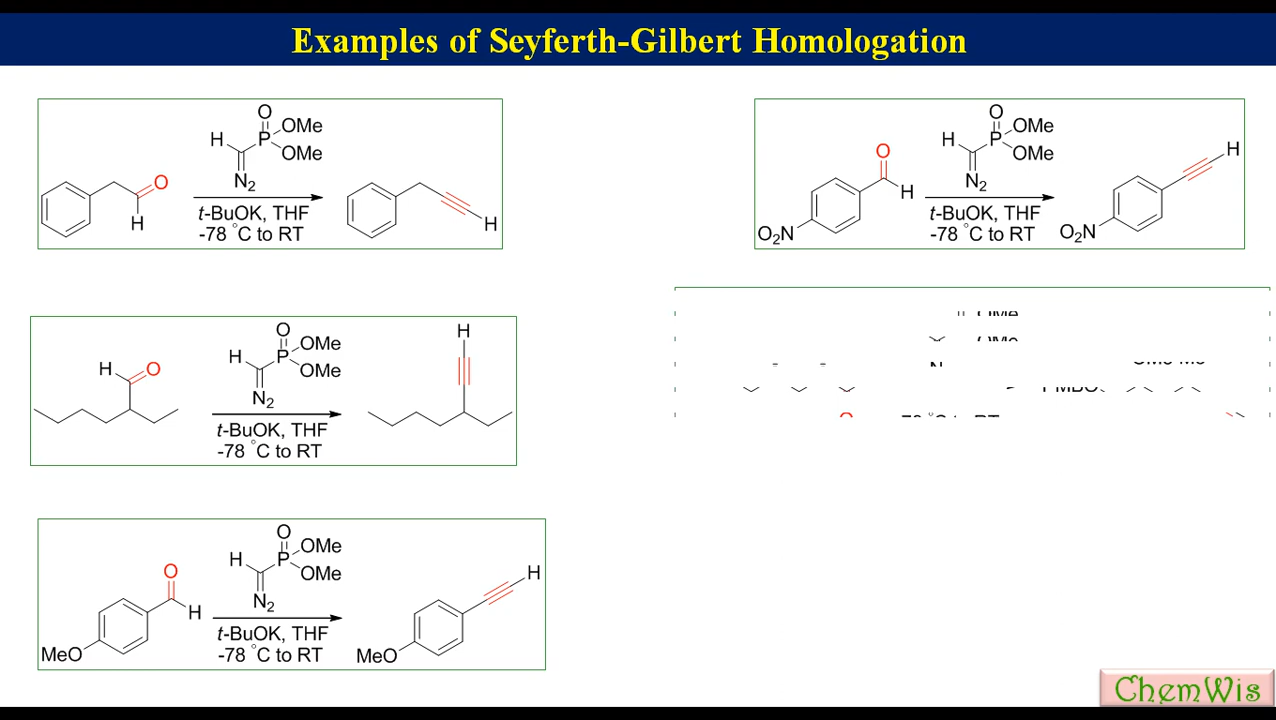 Examples of Seyferth-Gilbert Homologation
O
H
P
OMe
OMe
N2
O
H
t-BuOK, THF
-78 °C to RT
H
O
H
P
OMe
OMe
N2
O
H
O2N
t-BuOK, THF
-78 °C to RT
H
O2N
O
H
P
OMe
OMe
N2
H
O
t-BuOK, THF
-78 °C to RT
H
O
H
P
OMe
OMe
N2
O
H
MeO
t-BuOK, THF
-78 °C to RT
H
MeO
ChemWis